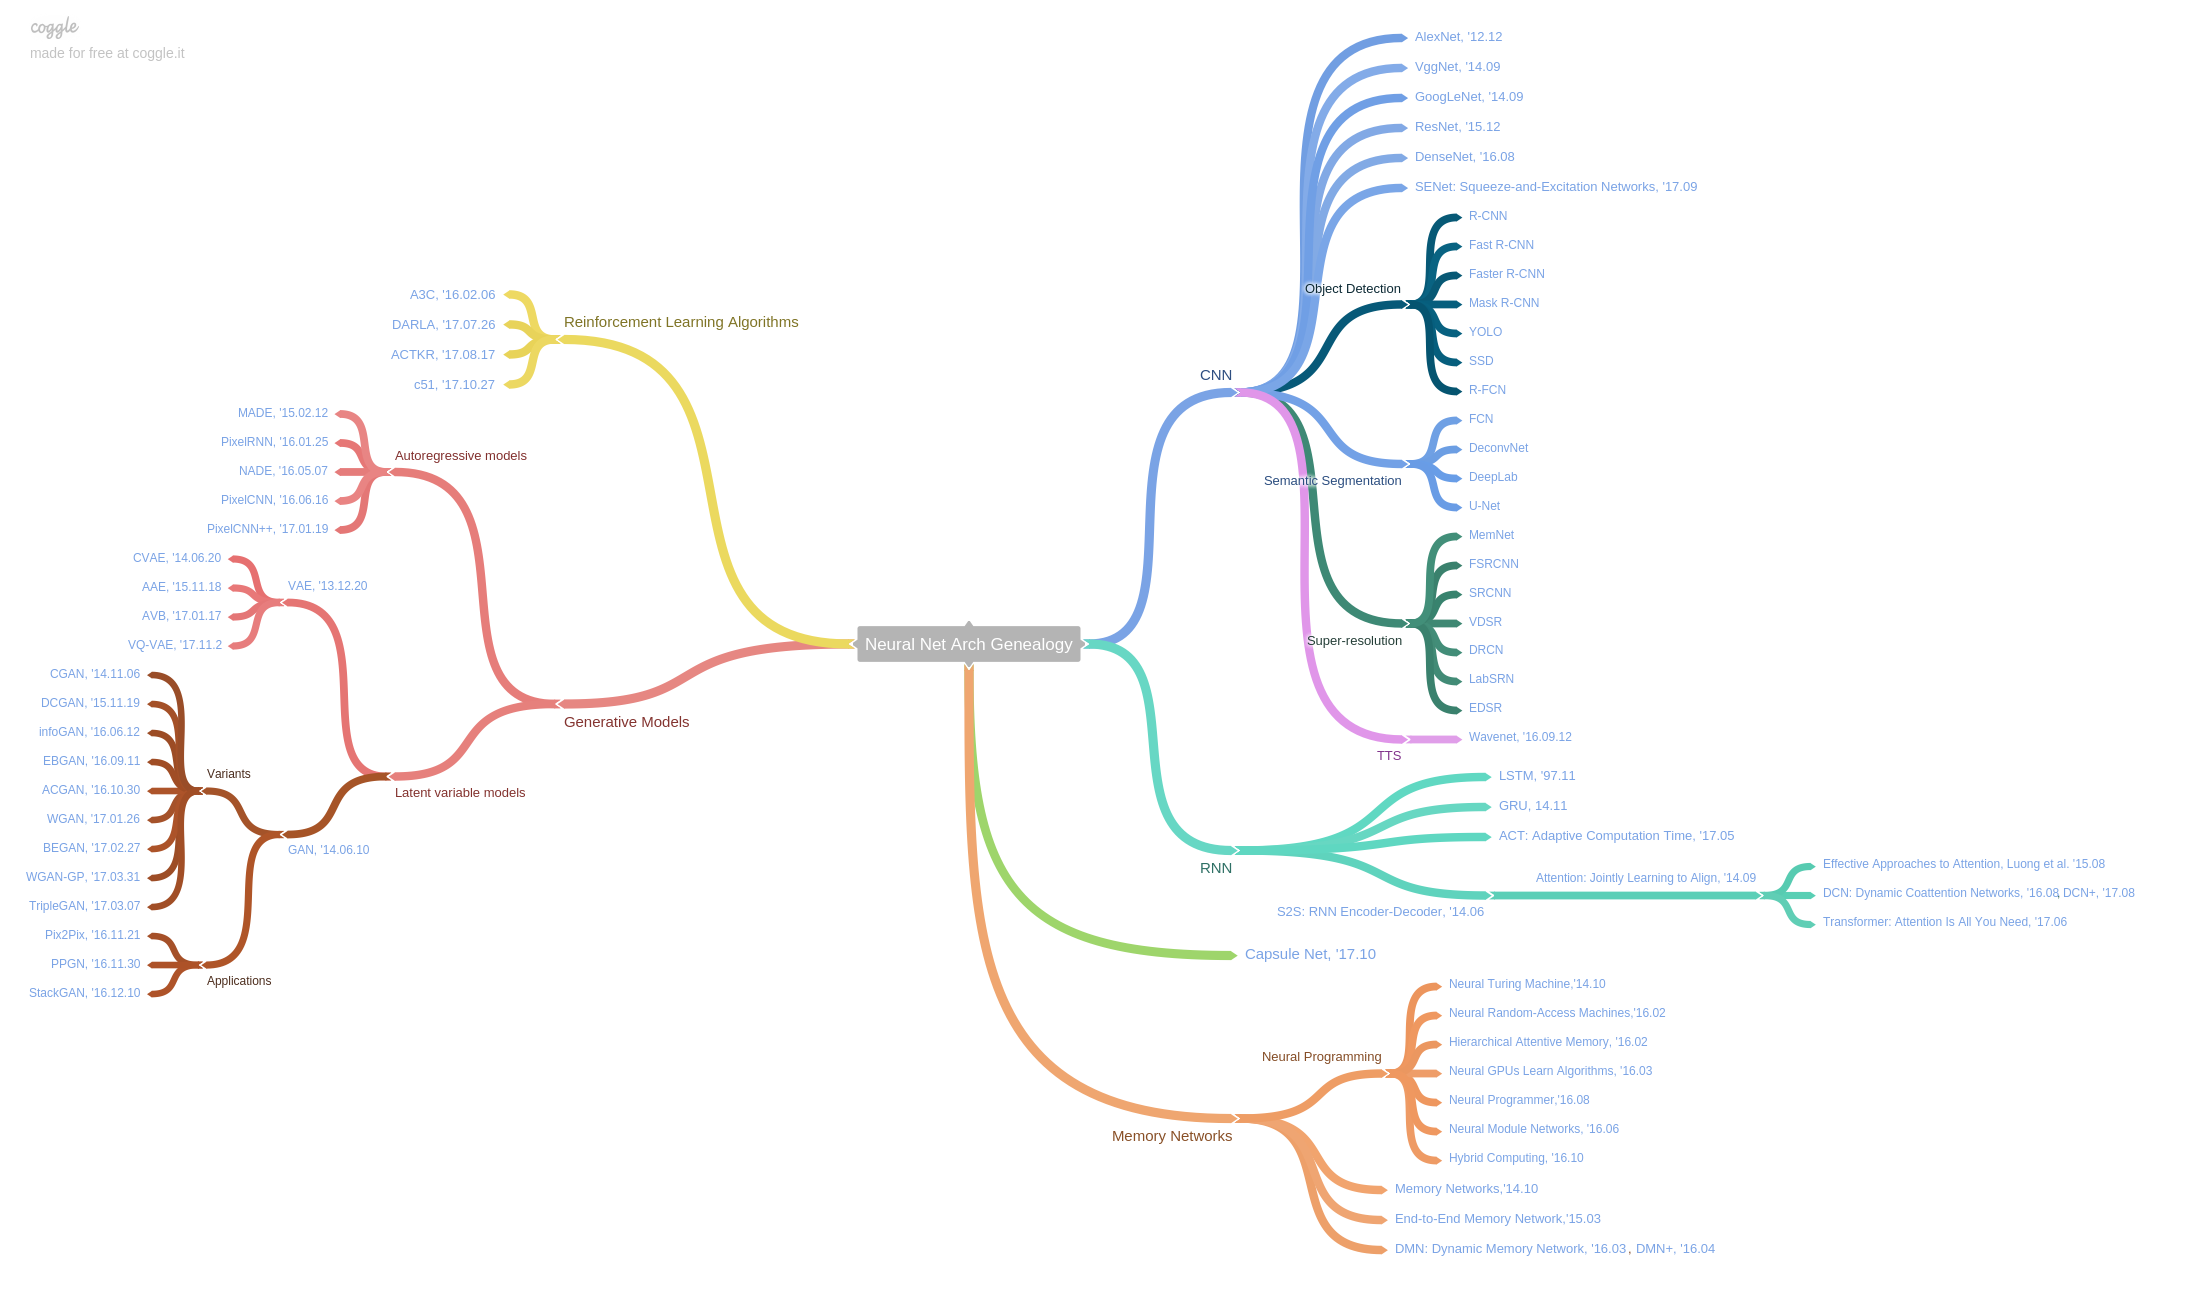 coggle
made for free at coggle.it
Neural Net Arch Genealogy
Reinforcement Learning Algorithms
A3C, '16.02.06
DARLA, '17.07.26
ACTKR, '17.08.17
c51, '17.10.27
Generative Models
Autoregressive models
MADE, '15.02.12
PixelRNN, '16.01.25
NADE, '16.05.07
PixelCNN, '16.06.16
PixelCNN++, '17.01.19
Latent variable models
VAE, '13.12.20
CVAE, '14.06.20
AAE, '15.11.18
AVB, '17.01.17
VQ-VAE, '17.11.2
GAN, '14.06.10
Variants
CGAN, '14.11.06
DCGAN, '15.11.19
infoGAN, '16.06.12
EBGAN, '16.09.11
ACGAN, '16.10.30
WGAN, '17.01.26
BEGAN, '17.02.27
WGAN-GP, '17.03.31
TripleGAN, '17.03.07
Applications
Pix2Pix, '16.11.21
PPGN, '16.11.30
StackGAN, '16.12.10
CNN
AlexNet, '12.12
VggNet, '14.09
GoogLeNet, '14.09
ResNet, '15.12
DenseNet, '16.08
SENet: Squeeze-and-Excitation Networks, '17.09
Object Detection
R-CNN
Fast R-CNN
Faster R-CNN
Mask R-CNN
YOLO
SSD
R-FCN
Semantic Segmentation
FCN
DeconvNet
DeepLab
U-Net
Super-resolution
MemNet
FSRCNN
SRCNN
VDSR
DRCN
LabSRN
EDSR
TTS
Wavenet, '16.09.12
RNN
LSTM, '97.11
GRU, 14.11
ACT: Adaptive Computation Time, '17.05
S2S: RNN Encoder-Decoder, '14.06
Attention: Jointly Learning to Align, '14.09
Effective Approaches to Attention, Luong et al. '15.08
DCN: Dynamic Coattention Networks, '16.08, DCN+, '17.08
Transformer: Attention Is All You Need, '17.06
Capsule Net, '17.10
Memory Networks
Neural Programming
Neural Turing Machine,'14.10
Neural Random-Access Machines,'16.02
Hierarchical Attentive Memory, '16.02
Neural GPUs Learn Algorithms, '16.03
Neural Programmer,'16.08
Neural Module Networks, '16.06
Hybrid Computing, '16.10
Memory Networks,'14.10
End-to-End Memory Network,'15.03
DMN: Dynamic Memory Network, '16.03, DMN+, '16.04